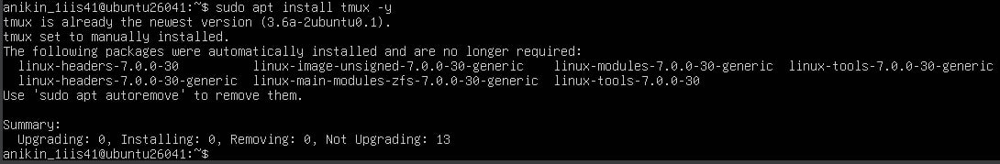 anikin_1iis41@ubuntu26041:~$ sudo apt install tmux -y
tmux is already the newest version (3.6a-2ubuntu0.1).
tmux set to manually installed.
The following packages were automatically installed and are no longer required:
  linux-headers-7.0.0-30          linux-image-unsigned-7.0.0-30-generic    linux-modules-7.0.0-30-generic  linux-tools-7.0.0-30-generic
  linux-headers-7.0.0-30-generic  linux-main-modules-zfs-7.0.0-30-generic  linux-tools-7.0.0-30
Use 'sudo apt autoremove' to remove them.
Summary:
  Upgrading: 0, Installing: 0, Removing: 0, Not Upgrading: 13
anikin_1iis41@ubuntu26041:~$